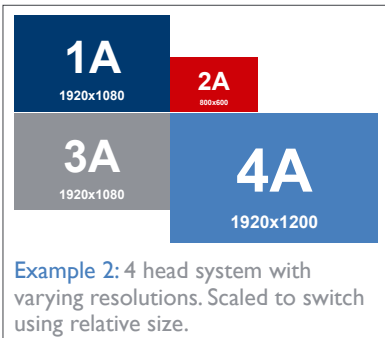 1A
1920x1080
2A
800x600
3A
1920x1080
4A
1920x1200
Example 2: 4 head system with
varying resolutions. Scaled to switch
using relative size.